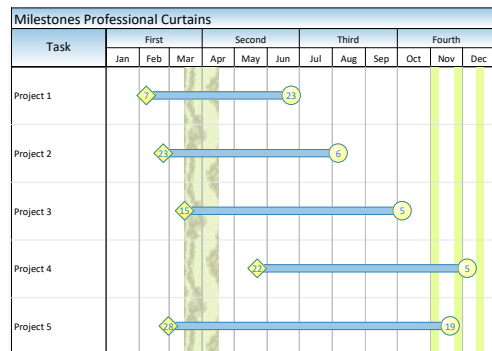 Milestones Professional Curtains
Task
First Second Third Fourth
Jan Feb Mar Apr May Jun Jul Aug Sep Oct Nov Dec
Project 1 7 23
Project 2 23 6
Project 3 15 5
Project 4 22 5
Project 5 28 19